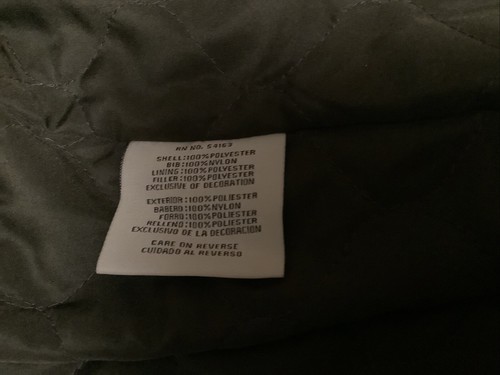 RN NO. 54163
SHELL:100%POLYESTER
BIB:100%NYLON
LINING:100%POLYESTER
FILLER:100%POLYESTER
EXCLUSIVE OF DECORATION
EXTERIOR:100%POLIESTER
BABERO:100%NYLON
FORRO:100%POLIESTER
RELLENO:100%POLIESTER
EXCLUSIVO DE LA DECORACION
CARE ON REVERSE
CUIDADO AL REVERSO